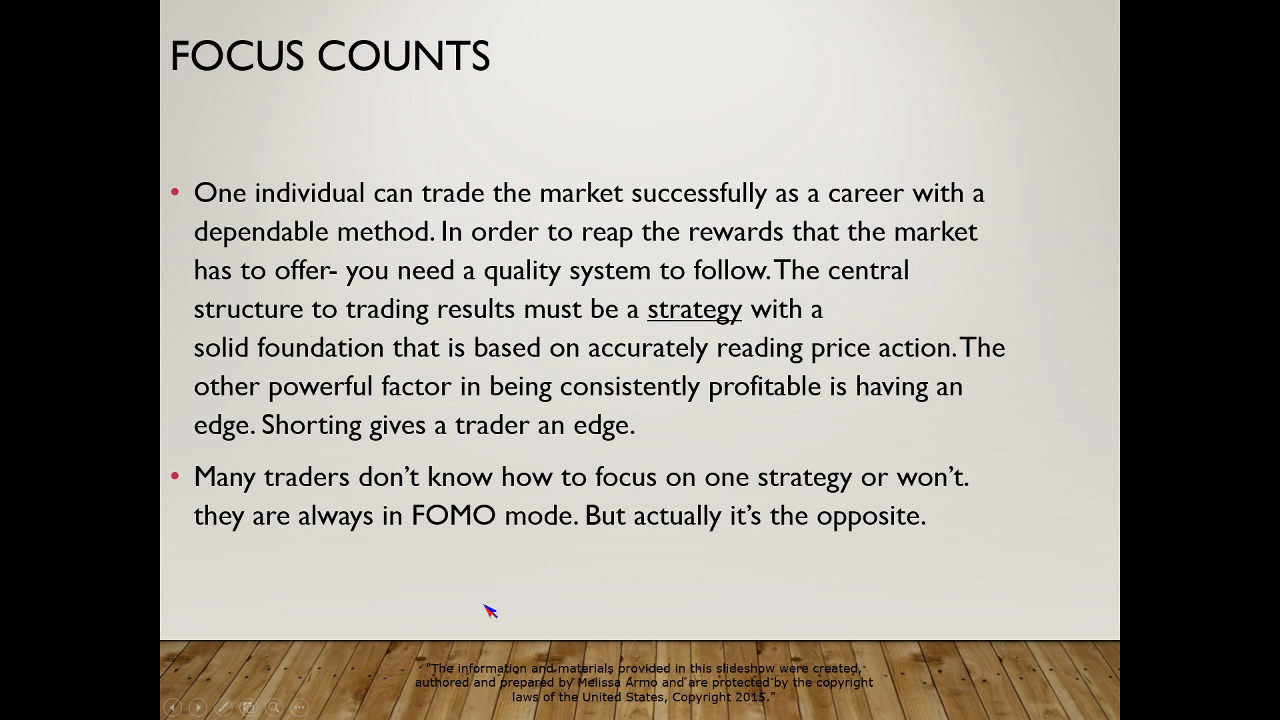 FOCUS COUNTS
• One individual can trade the market successfully as a career with a
dependable method. In order to reap the rewards that the market
has to offer- you need a quality system to follow. The central
structure to trading results must be a strategy with a
solid foundation that is based on accurately reading price action. The
other powerful factor in being consistently profitable is having an
edge. Shorting gives a trader an edge.
• Many traders don’t know how to focus on one strategy or won’t.
they are always in FOMO mode. But actually it’s the opposite.
"The information and materials provided in this slideshow were created,
authored and prepared by Melissa Armo and are protected by the copyright
laws of the United States, Copyright 2015."